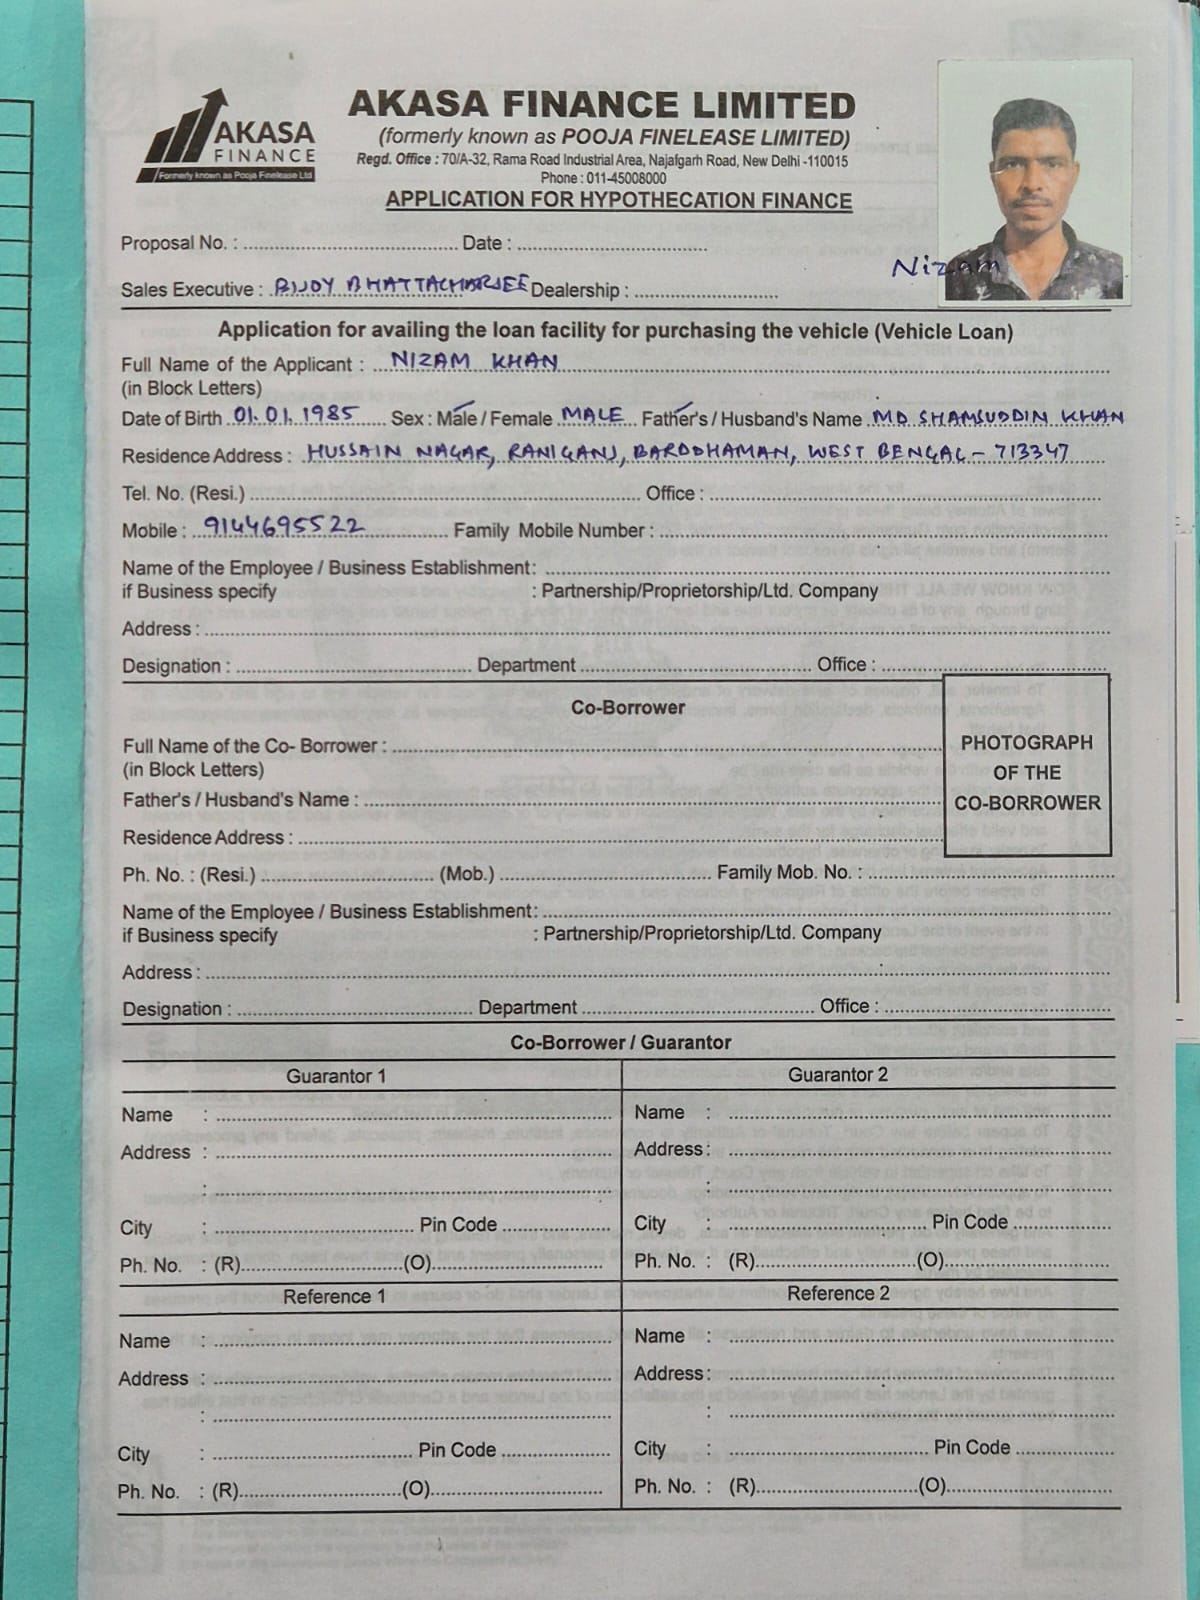 AKASA FINANCE LIMITED
(formerly known as POOJA FINELEASE LIMITED)
Regd. Office : 70/A-32, Rama Road Industrial Area, Najafgarh Road, New Delhi -110015
Phone : 011-45008000
APPLICATION FOR HYPOTHECATION FINANCE
AKASA
FINANCE
Formerly known as Pooja Finelease Ltd.
Proposal No. : Date :
Nizam
Sales Executive : BIJOY BHATTACHARJEE Dealership :
Application for availing the loan facility for purchasing the vehicle (Vehicle Loan)
Full Name of the Applicant : NIZAM KHAN
(in Block Letters)
Date of Birth 01.01.1985 Sex : Male / Female MALE Father's / Husband's Name MD SHAMSUDDIN KHAN
Residence Address : HUSSAIN NAGAR, RANIGANJ, BARDDHAMAN, WEST BENGAL - 713347
Tel. No. (Resi.) Office :
Mobile : 9144695522 Family Mobile Number :
Name of the Employee / Business Establishment:
if Business specify : Partnership/Proprietorship/Ltd. Company
Address :
Designation : Department Office :
Co-Borrower
Full Name of the Co- Borrower :
(in Block Letters)
PHOTOGRAPH
OF THE
CO-BORROWER
Father's / Husband's Name :
Residence Address :
Ph. No. : (Resi.) (Mob.) Family Mob. No. :
Name of the Employee / Business Establishment:
if Business specify : Partnership/Proprietorship/Ltd. Company
Address :
Designation : Department Office :
Co-Borrower / Guarantor
Guarantor 1 Guarantor 2
Name : Name :
Address : Address :
: :
City : Pin Code City : Pin Code
Ph. No. : (R) (O) Ph. No. : (R) (O)
Reference 1 Reference 2
Name : Name :
Address : Address :
: :
City : Pin Code City : Pin Code
Ph. No. : (R) (O) Ph. No. : (R) (O)